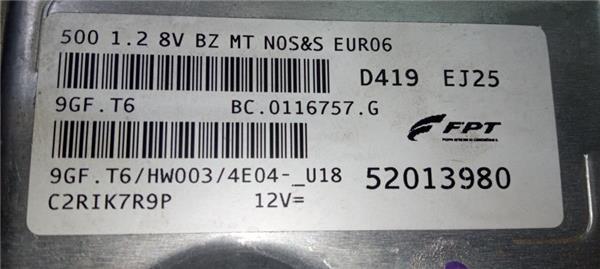 500 1.2 8V BZ MT NOS&S EURO6
D419 EJ25
9GF.T6 BC.0116757.G
FPT
9GF.T6/HW003/4E04-_U18 52013980
C2RIK7R9P 12V=